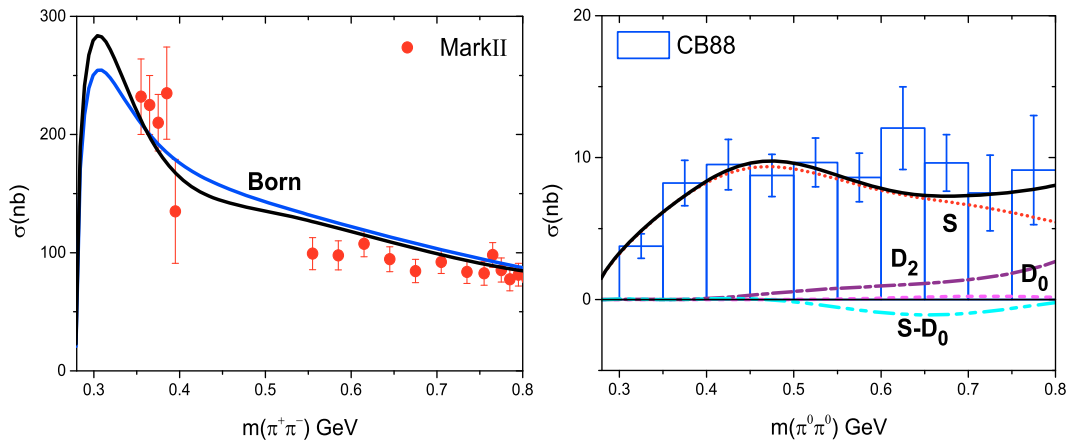 300
200
100
0
σ(nb)
MarkII
Born
0.3 0.4 0.5 0.6 0.7 0.8
m(π⁺π⁻) GeV
20
10
0
σ(nb)
CB88
S
D₂
D₀
S-D₀
0.3 0.4 0.5 0.6 0.7 0.8
m(π⁰π⁰) GeV